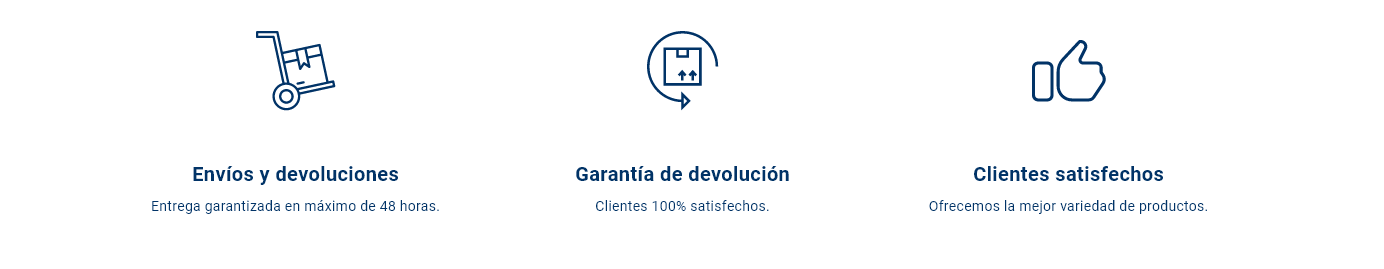 Envíos y devoluciones
Entrega garantizada en máximo de 48 horas.
Garantía de devolución
Clientes 100% satisfechos.
Clientes satisfechos
Ofrecemos la mejor variedad de productos.